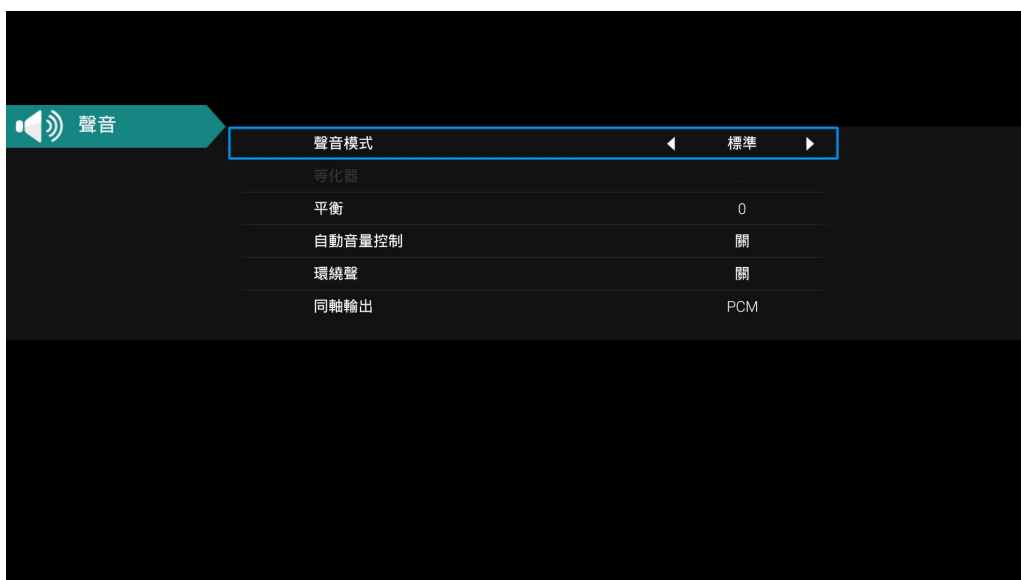 聲音
聲音模式 標準
等化器 ...
平衡 0
自動音量控制 關
環繞聲 關
同軸輸出 PCM